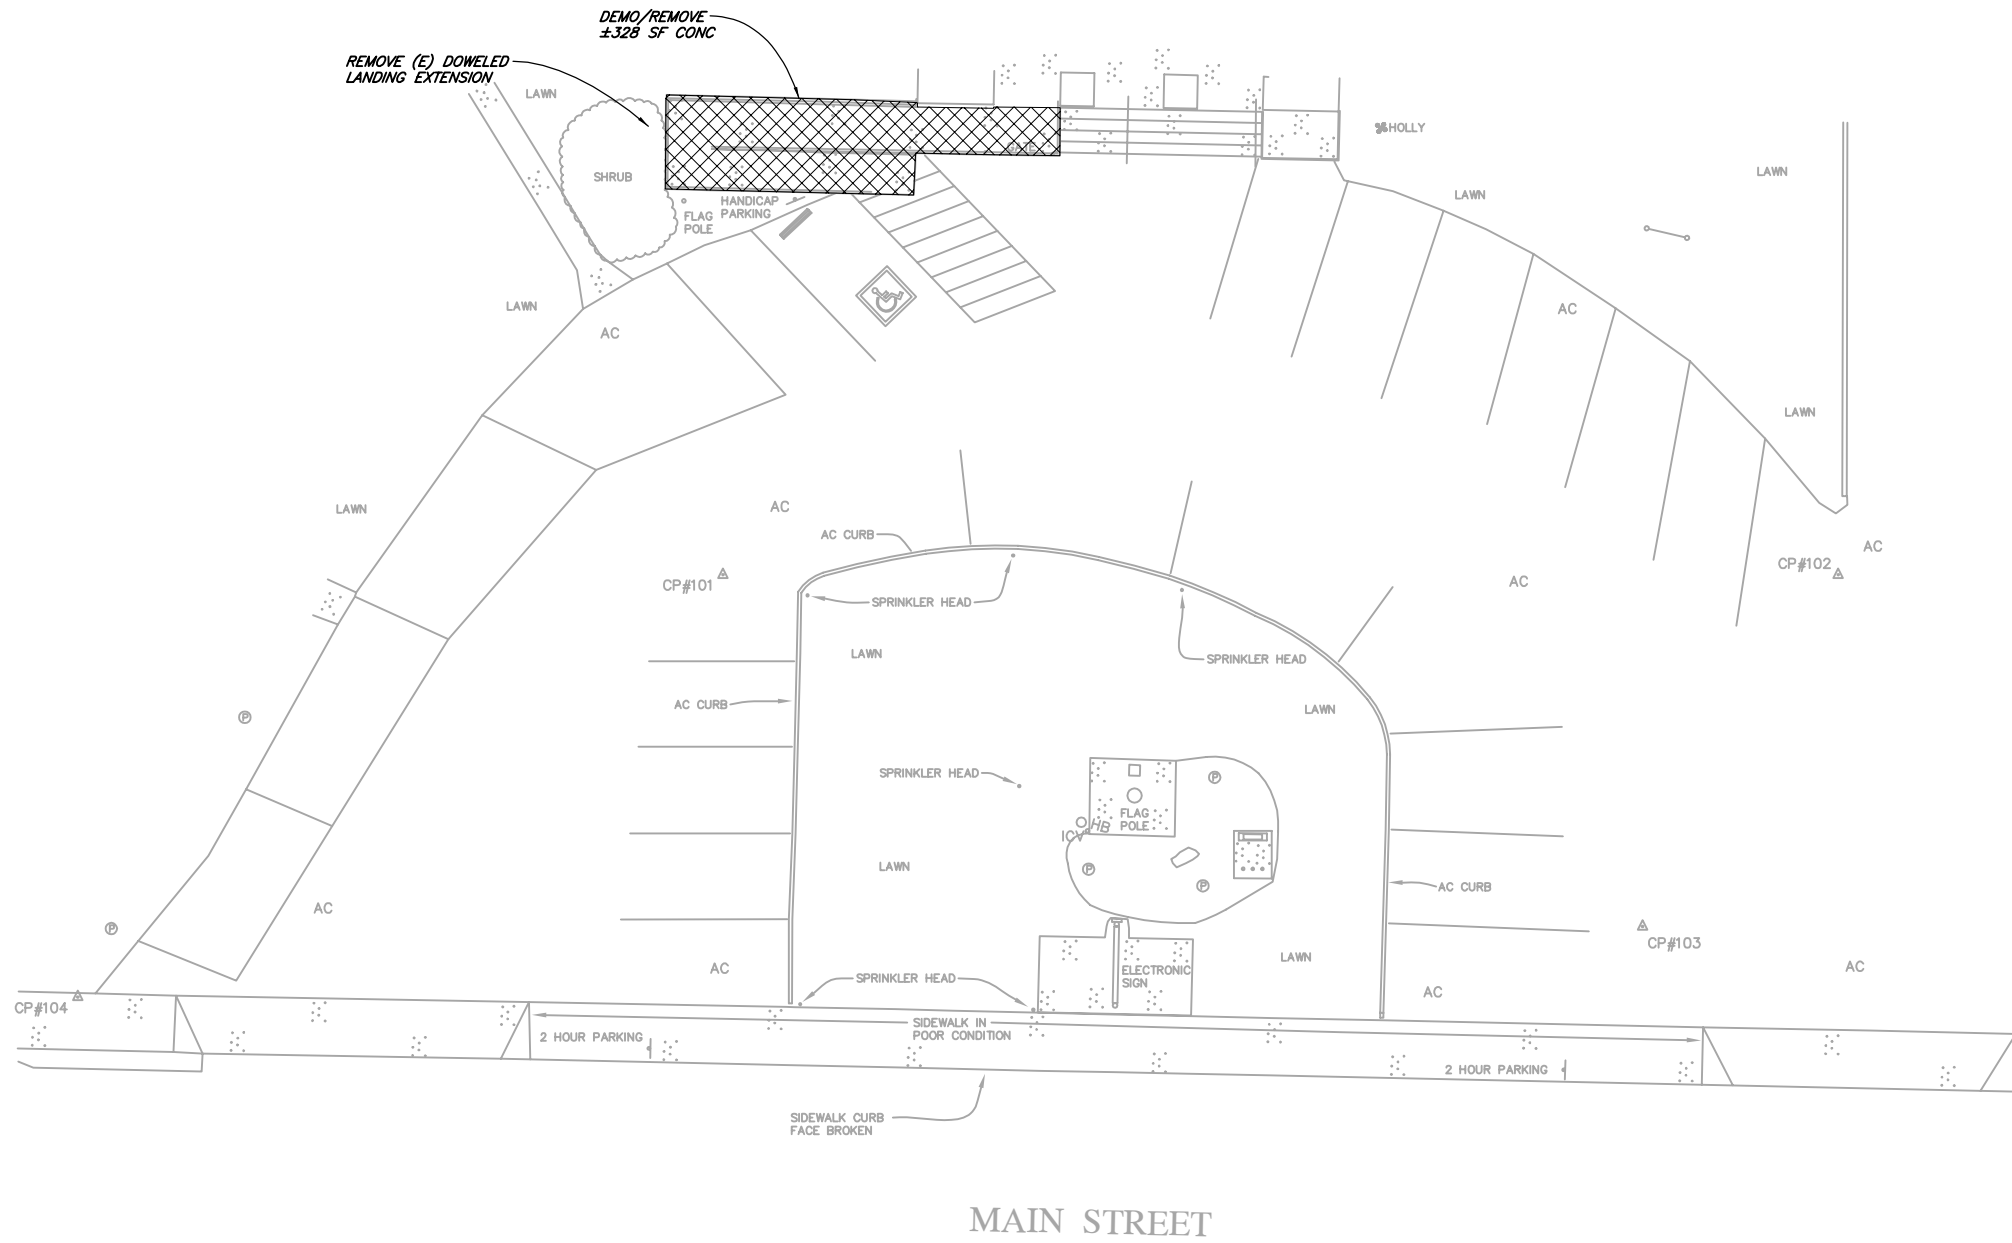 DEMO/REMOVE
±328 SF CONC
REMOVE (E) DOWELED
LANDING EXTENSION
LAWN
HOLLY
GATE
SHRUB
LAWN
LAWN
HANDICAP
PARKING
FLAG
POLE
LAWN
AC
AC
LAWN
LAWN
AC
AC CURB
AC
CP#102
AC
CP#101
SPRINKLER HEAD
LAWN
SPRINKLER HEAD
AC CURB
LAWN
P
SPRINKLER HEAD
P
FLAG
POLE
HB
ICV
LAWN
P
P
AC CURB
AC
P
CP#103
LAWN
AC
ELECTRONIC
SIGN
AC
SPRINKLER HEAD
AC
CP#104
SIDEWALK IN
POOR CONDITION
2 HOUR PARKING
2 HOUR PARKING
SIDEWALK CURB
FACE BROKEN
MAIN STREET